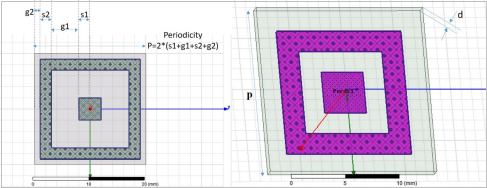 g2
s2
g1
s1
Periodicity
P=2*(s1+g1+s2+g2)
0
10
20 (mm)
d
p
0
5
10 (mm)